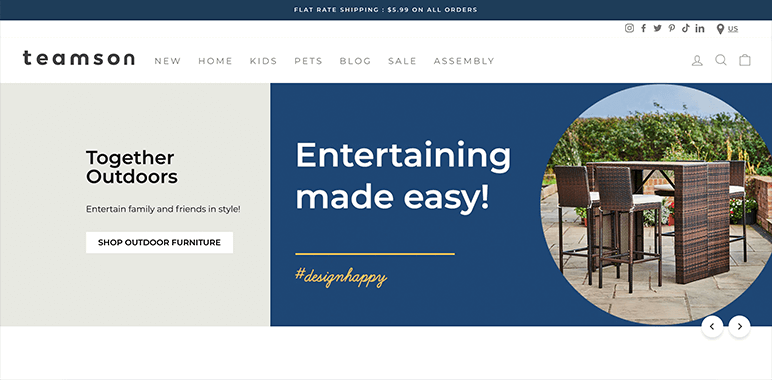 FLAT RATE SHIPPING : $5.99 ON ALL ORDERS
US
teamson NEW HOME KIDS PETS BLOG SALE ASSEMBLY
Together
Outdoors
Entertain family and friends in style!
SHOP OUTDOOR FURNITURE
Entertaining
made easy!
#designhappy